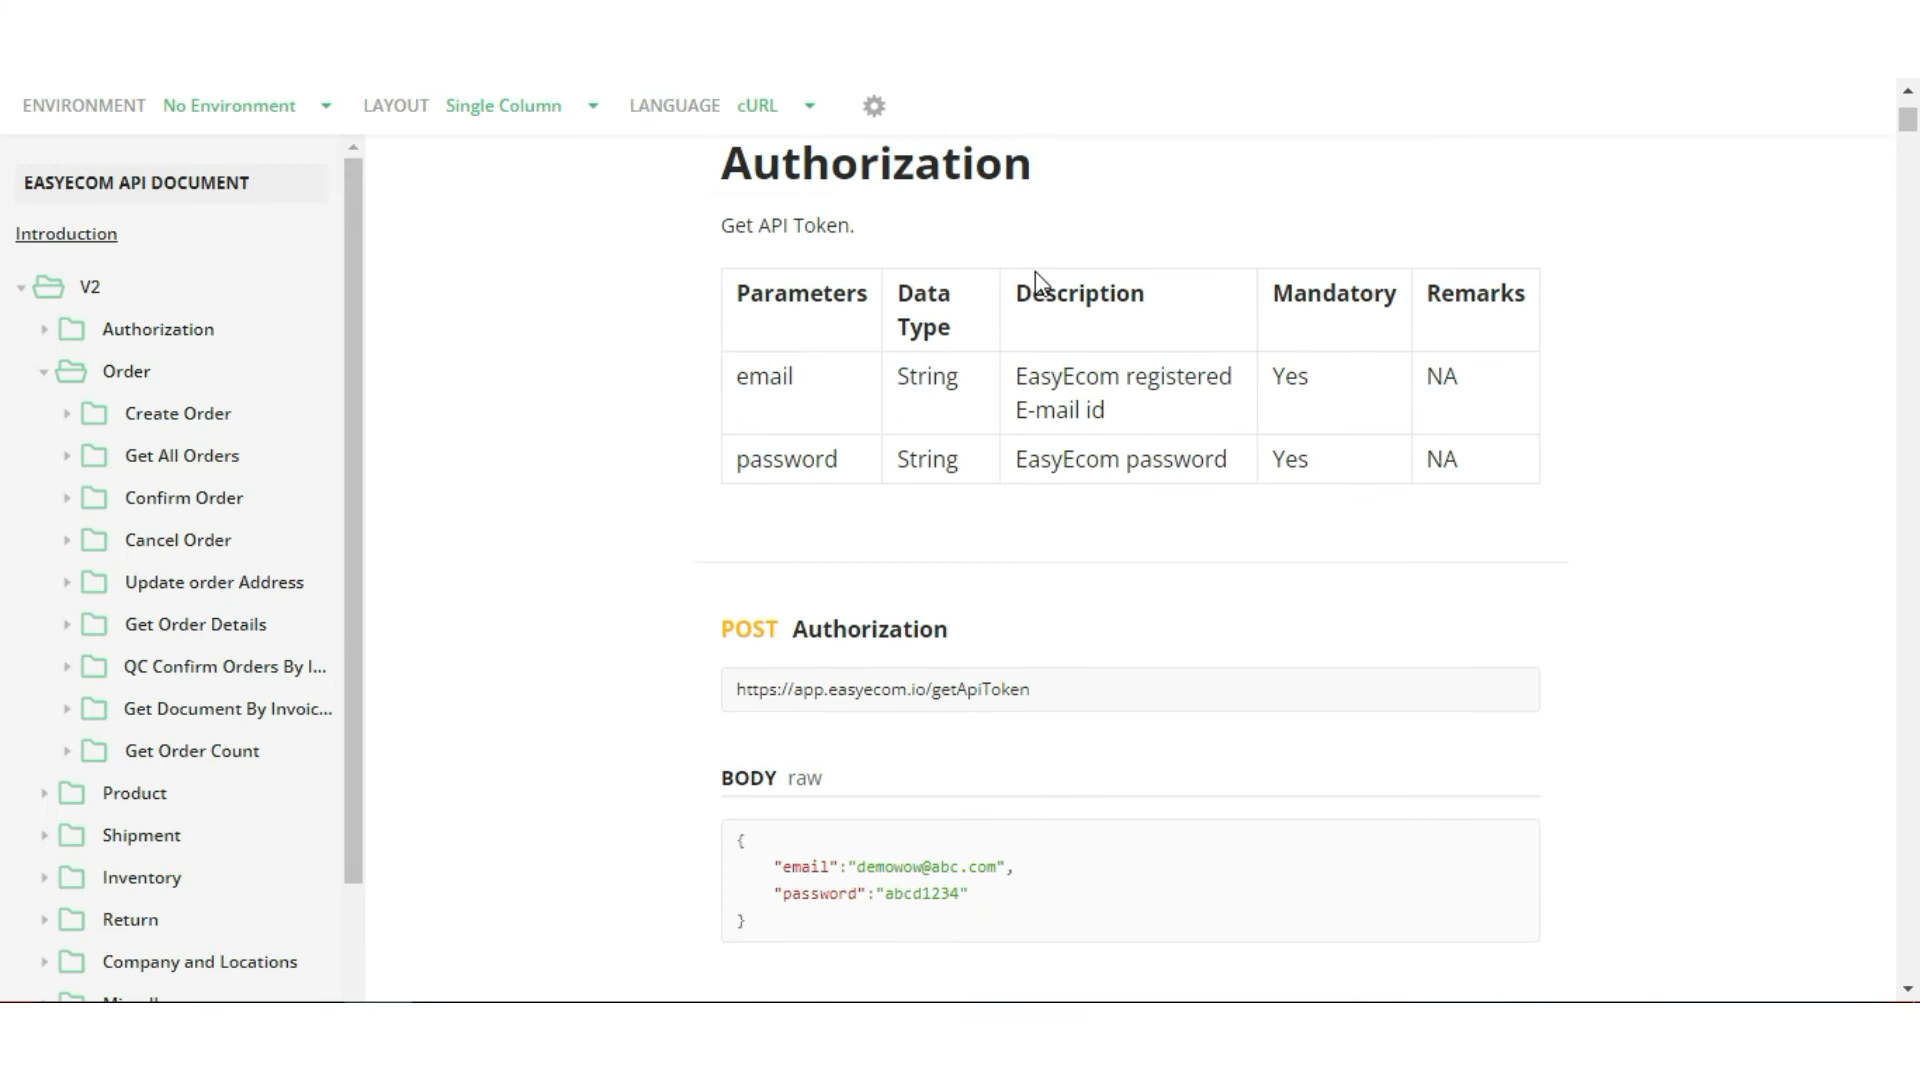 ENVIRONMENT No Environment LAYOUT Single Column LANGUAGE cURL
EASYECOM API DOCUMENT
Introduction
V2
Authorization
Order
Create Order
Get All Orders
Confirm Order
Cancel Order
Update order Address
Get Order Details
QC Confirm Orders By I...
Get Document By Invoic...
Get Order Count
Product
Shipment
Inventory
Return
Company and Locations
Authorization
Get API Token.
Parameters Data Type Description Mandatory Remarks
email String EasyEcom registered E-mail id Yes NA
password String EasyEcom password Yes NA
POST Authorization
https://app.easyecom.io/getApiToken
BODY raw
{
"email":"demowow@abc.com",
"password":"abcd1234"
}